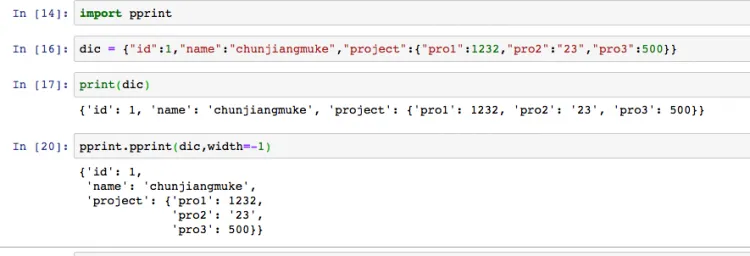 In [14]: import pprint
In [16]: dic = {"id":1,"name":"chunjiangmuke","project":{"pro1":1232,"pro2":"23","pro3":500}}
In [17]: print(dic)
{'id': 1, 'name': 'chunjiangmuke', 'project': {'pro1': 1232, 'pro2': '23', 'pro3': 500}}
In [20]: pprint.pprint(dic,width=-1)
{'id': 1,
 'name': 'chunjiangmuke',
 'project': {'pro1': 1232,
             'pro2': '23',
             'pro3': 500}}